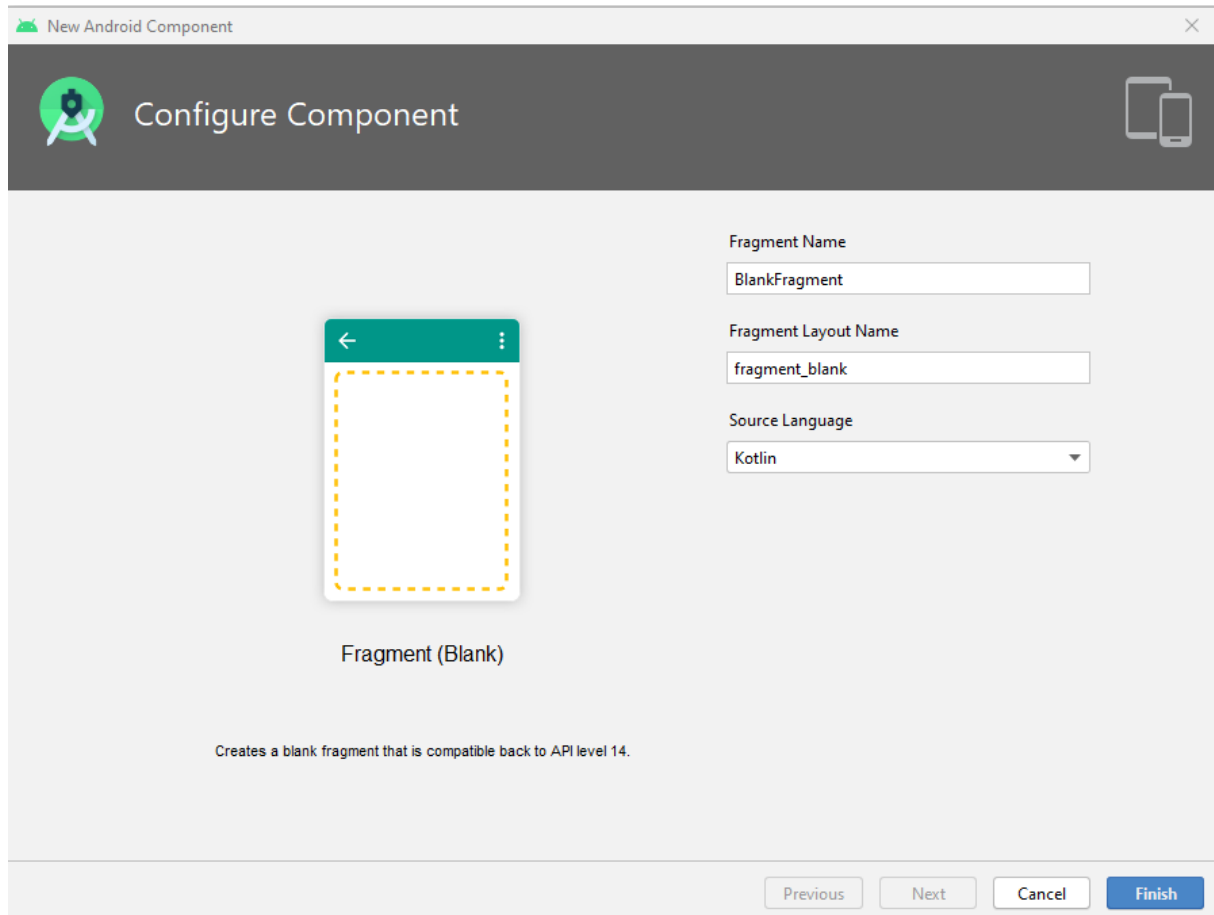 New Android Component
Configure Component
Fragment Name
BlankFragment
Fragment Layout Name
fragment_blank
Source Language
Kotlin
Fragment (Blank)
Creates a blank fragment that is compatible back to API level 14.
Previous
Next
Cancel
Finish